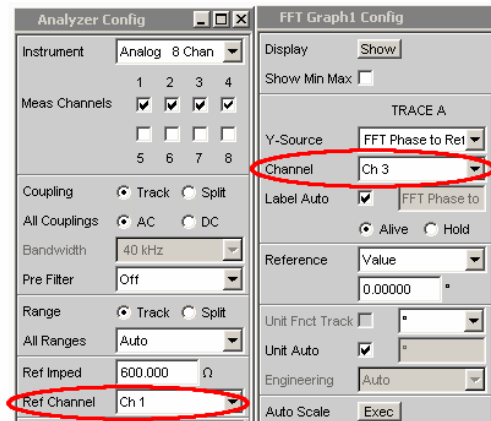 Analyzer Config
Instrument
Analog 8 Chan
1 2 3 4
Meas Channels
5 6 7 8
Coupling
Track Split
All Couplings
AC DC
Bandwidth
40 kHz
Pre Filter
Off
Range
Track Split
All Ranges
Auto
Ref Imped
600.000 Ω
Ref Channel
Ch 1
FFT Graph1 Config
Display
Show
Show Min Max
TRACE A
Y-Source
FFT Phase to Ref
Channel
Ch 3
Label Auto
FFT Phase to
Alive Hold
Reference
Value
0.00000 °
Unit Fnct Track
°
Unit Auto
°
Engineering
Auto
Auto Scale
Exec